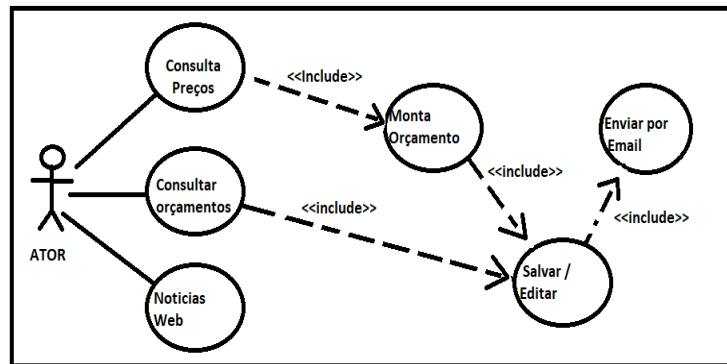 Consulta
Preços
<<Include>>
Monta
Orçamento
Enviar por
Email
<<include>>
Consultar
orçamentos
<<include>>
<<include>>
ATOR
Noticias
Web
Salvar /
Editar